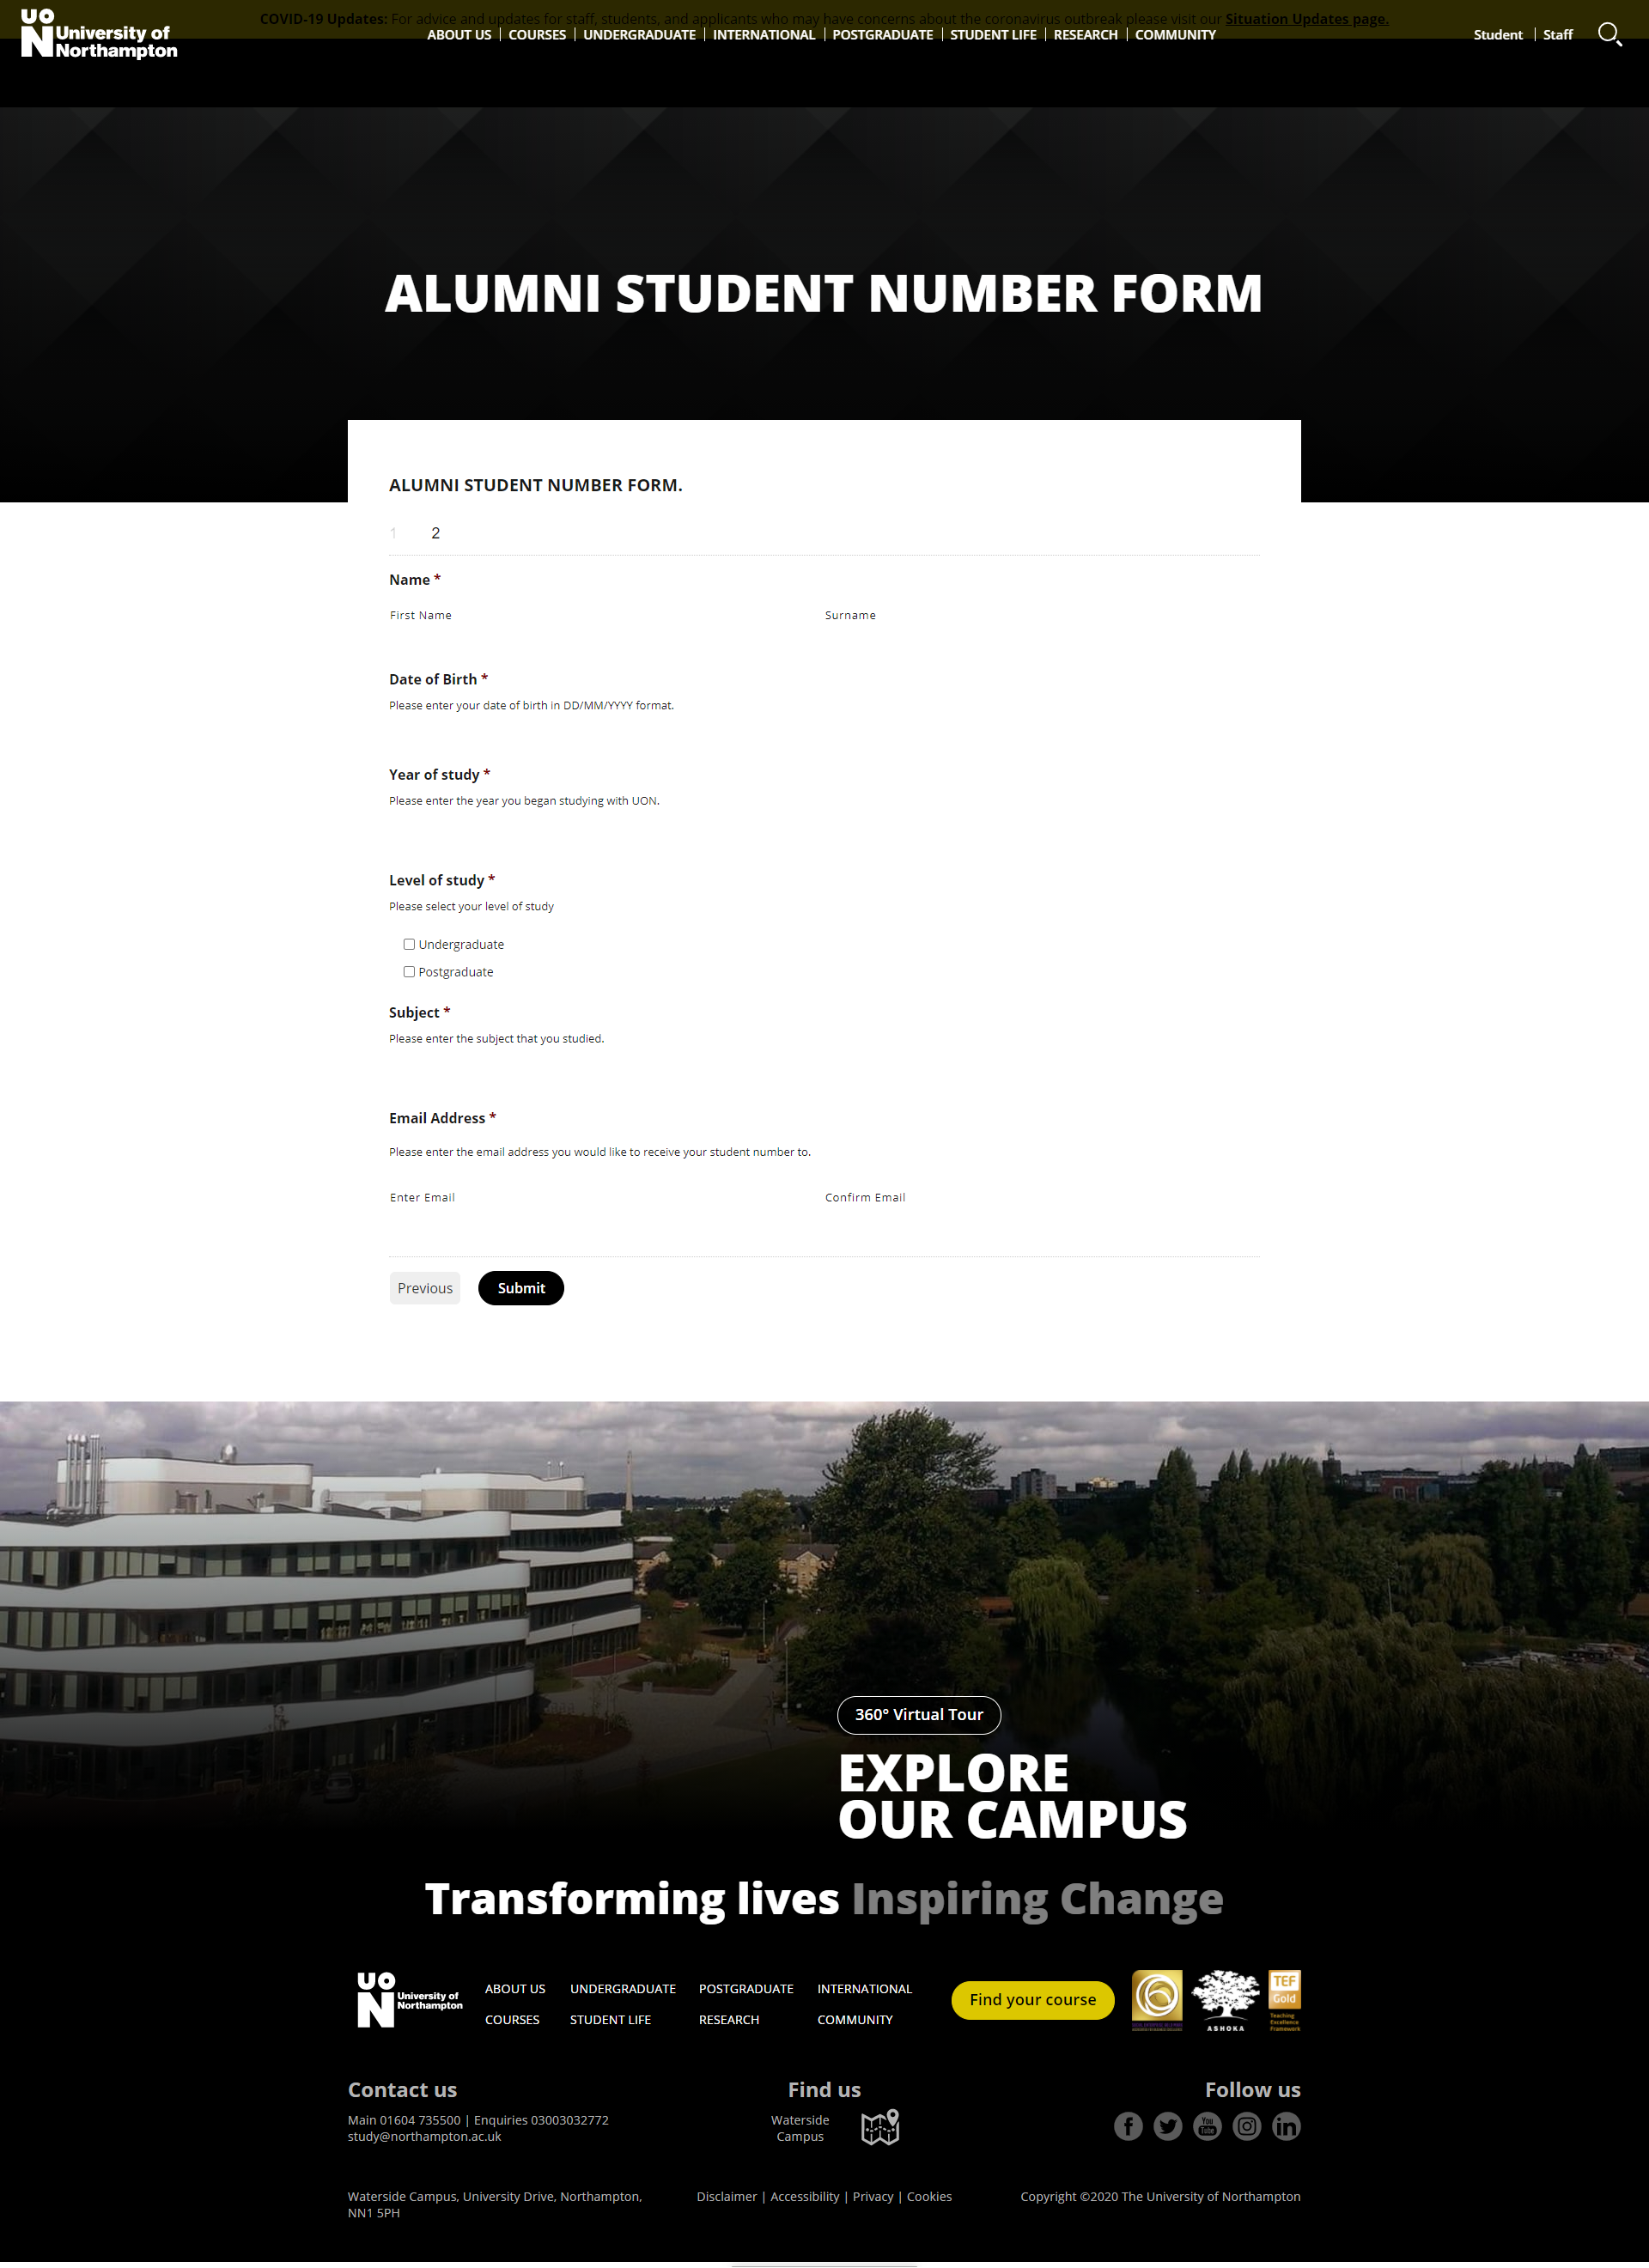 COVID-19 Updates: For advice and updates for staff, students, and applicants who may have concerns about the coronavirus outbreak please visit our Situation Updates page.
UO
N University of
Northampton
ABOUT US COURSES UNDERGRADUATE INTERNATIONAL POSTGRADUATE STUDENT LIFE RESEARCH COMMUNITY
Student Staff
ALUMNI STUDENT NUMBER FORM
ALUMNI STUDENT NUMBER FORM.
1 2
Name *
First Name Surname
Date of Birth *
Please enter your date of birth in DD/MM/YYYY format.
Year of study *
Please enter the year you began studying with UON.
Level of study *
Please select your level of study
Undergraduate
Postgraduate
Subject *
Please enter the subject that you studied.
Email Address *
Please enter the email address you would like to receive your student number to.
Enter Email Confirm Email
Previous Submit
360° Virtual Tour
EXPLORE
OUR CAMPUS
Transforming lives Inspiring Change
UO
N University of
Northampton
ABOUT US UNDERGRADUATE POSTGRADUATE INTERNATIONAL
COURSES STUDENT LIFE RESEARCH COMMUNITY
Find your course
ASHOKA
TEF
Gold
Teaching
Excellence
Framework
Contact us
Main 01604 735500 | Enquiries 03003032772
study@northampton.ac.uk
Find us
Waterside
Campus
Follow us
You
Tube
in
Waterside Campus, University Drive, Northampton,
NN1 5PH
Disclaimer | Accessibility | Privacy | Cookies
Copyright ©2020 The University of Northampton